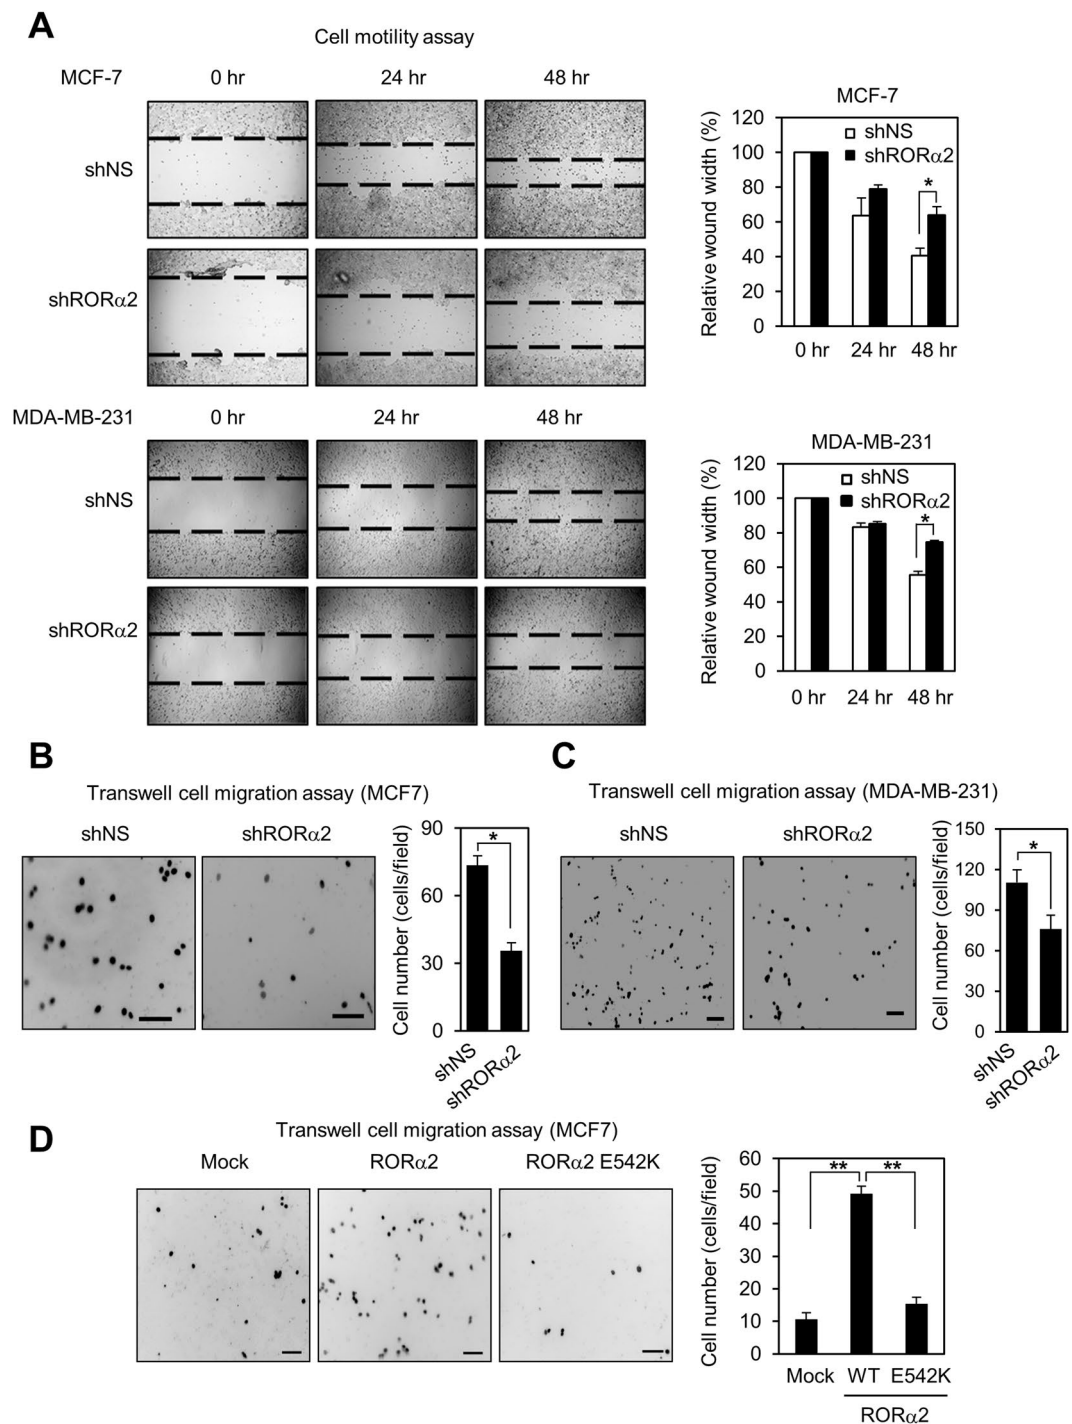 A
Cell motility assay
MCF-7 0 hr 24 hr 48 hr
shNS
shRORα2
MCF-7
Relative wound width (%)
120
100
80
60
40
20
0
shNS
shRORα2
*
0 hr 24 hr 48 hr
MDA-MB-231 0 hr 24 hr 48 hr
shNS
shRORα2
MDA-MB-231
Relative wound width (%)
120
100
80
60
40
20
0
shNS
shRORα2
*
0 hr 24 hr 48 hr
B
Transwell cell migration assay (MCF7)
shNS shRORα2
Cell number (cells/field)
90
60
30
0
*
shNS
shRORα2
C
Transwell cell migration assay (MDA-MB-231)
shNS shRORα2
Cell number (cells/field)
150
120
90
60
30
0
*
shNS
shRORα2
D
Transwell cell migration assay (MCF7)
Mock RORα2 RORα2 E542K
Cell number (cells/field)
60
50
40
30
20
10
0
** **
Mock WT E542K
RORα2